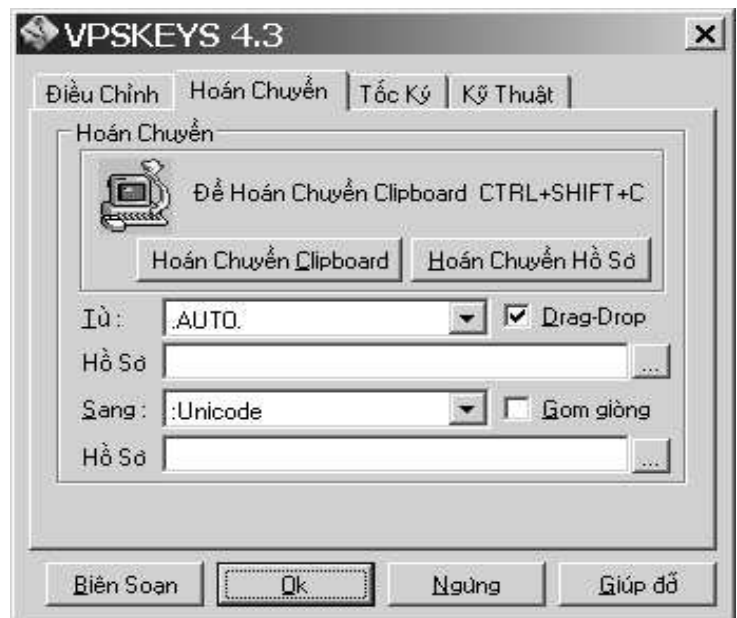 VPSKEYS 4.3
Điều Chỉnh Hoán Chuyển Tốc Ký Kỹ Thuật
Hoán Chuyển
Để Hoán Chuyển Clipboard CTRL+SHIFT+C
Hoán Chuyển Clipboard Hoán Chuyển Hồ Sơ
Từ: .AUTO. Drag-Drop
Hồ Sơ ...
Sang: :Unicode Gom giòng
Hồ Sơ ...
Biên Soạn Ok Ngừng Giúp đỡ